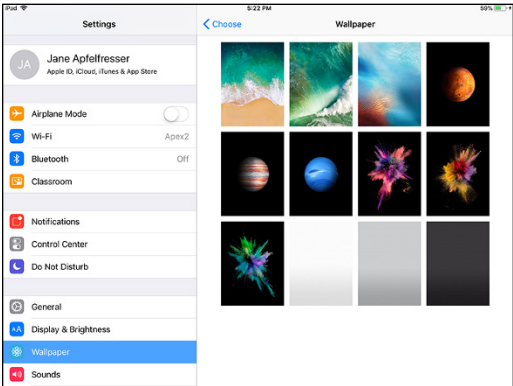 iPad 5:22 PM 59%
Settings
Choose
Wallpaper
JA
Jane Apfelfresser
Apple ID, iCloud, iTunes & App Store
Airplane Mode
Wi-Fi Apex2
Bluetooth Off
Classroom
Notifications
Control Center
Do Not Disturb
General
AA Display & Brightness
Wallpaper
Sounds